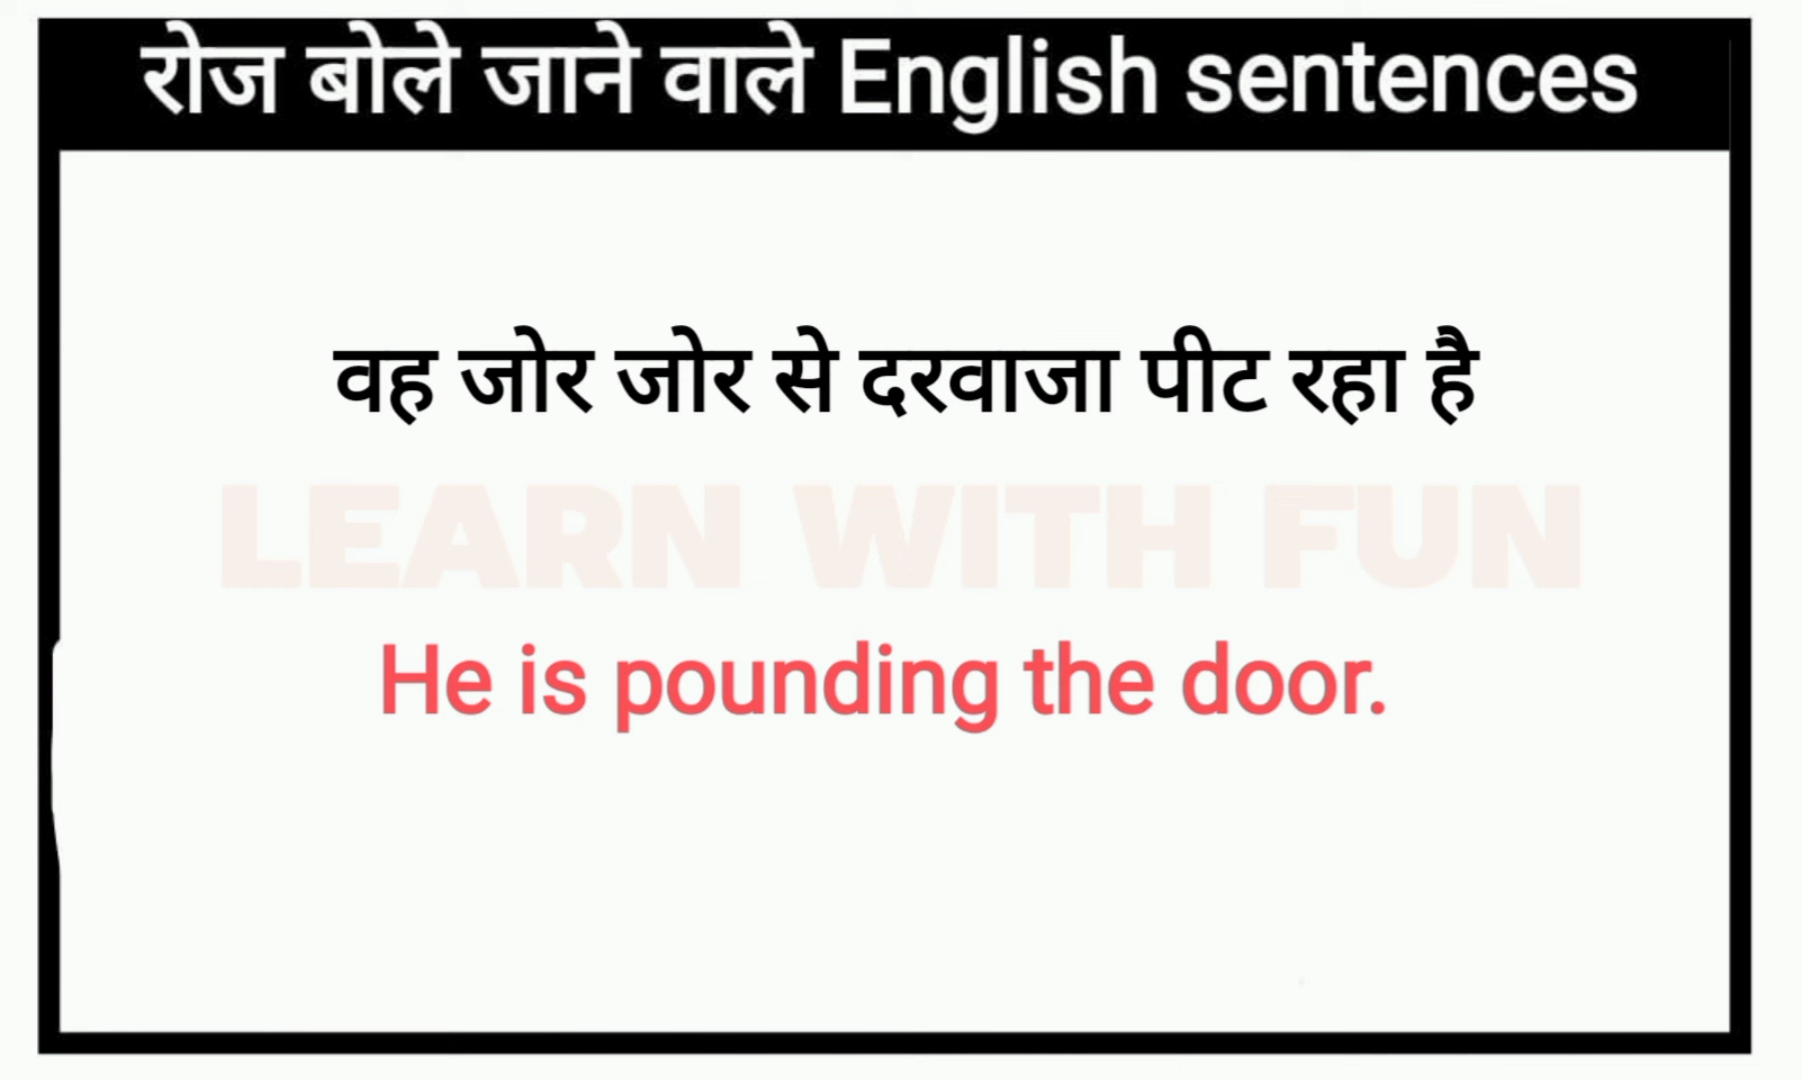 रोज बोले जाने वाले English sentences
वह जोर जोर से दरवाजा पीट रहा है
LEARN WITH FUN
He is pounding the door.